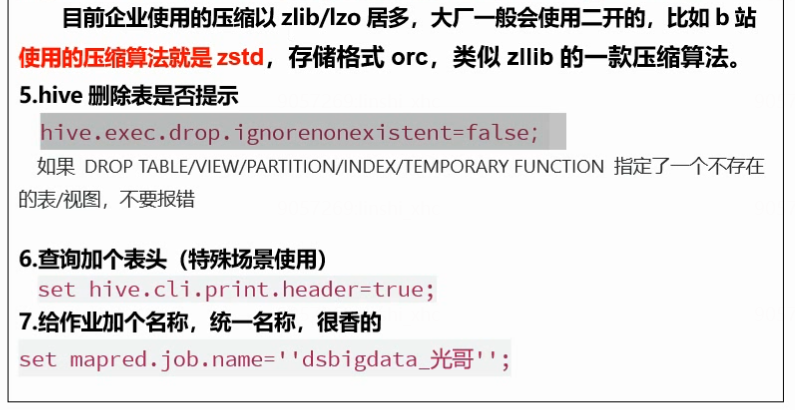 目前企业使用的压缩以 zlib/lzo 居多，大厂一般会使用二开的，比如 b 站
使用的压缩算法就是 zstd，存储格式 orc，类似 zllib 的一款压缩算法。
5.hive 删除表是否提示
hive.exec.drop.ignorenonexistent=false;
如果 DROP TABLE/VIEW/PARTITION/INDEX/TEMPORARY FUNCTION 指定了一个不存在
的表/视图，不要报错
6.查询加个表头（特殊场景使用）
set hive.cli.print.header=true;
7.给作业加个名称，统一名称，很香的
set mapred.job.name=''dsbigdata_光哥'';